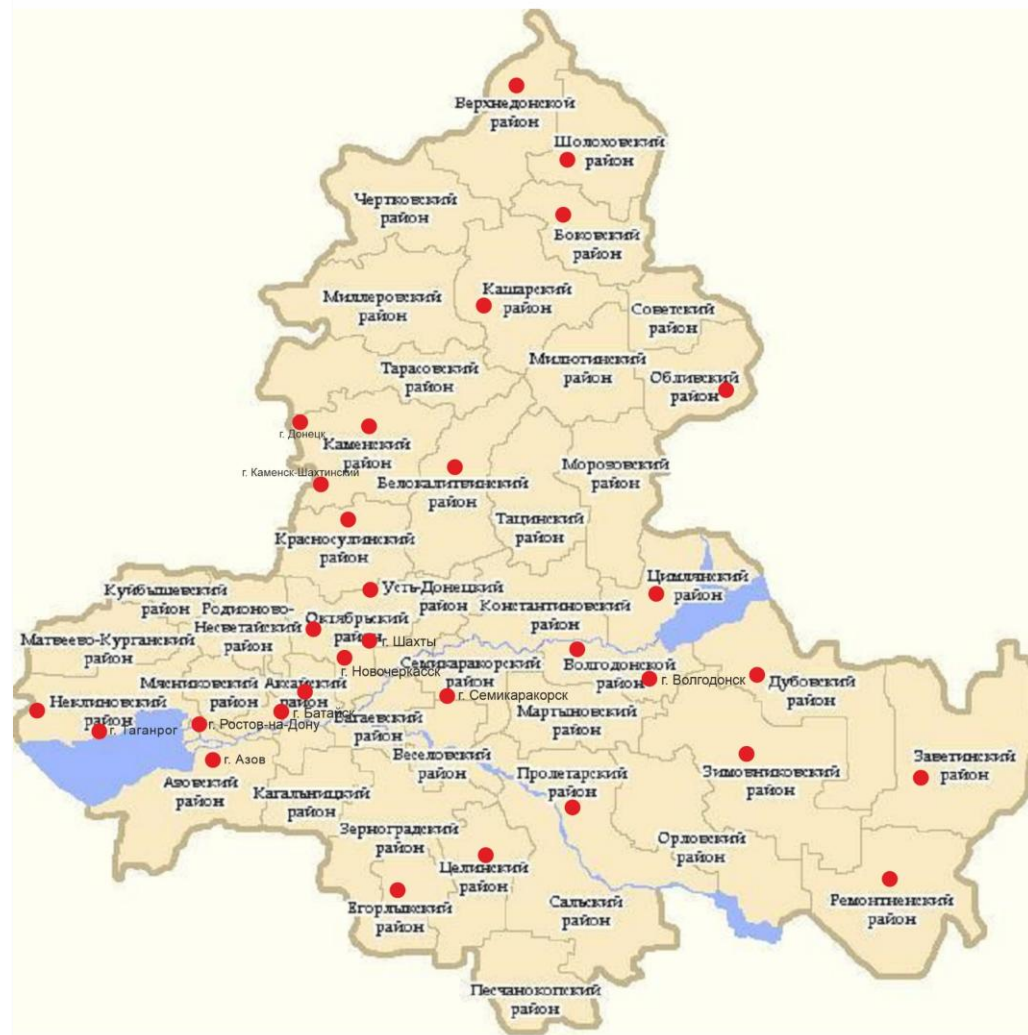 Верхнедонской
район
Шолоховский
район
Чертковский
район
Боковский
район
Миллеровский
район
Кашарский
район
Советский
район
Тарасовский
район
Милютинский
район
Обливский
район
г. Донецк
Каменский
район
г. Каменск-Шахтинский
Белокалитвинский
район
Морозовский
район
Красносулинский
район
Тацинский
район
Куйбышевский
район
Родионово-
Несветайский
район
Октябрьский
район
Усть-Донецкий
район
Константиновский
район
Цимлянский
район
Матвеево-Курганский
район
г. Шахты
г. Новочеркасск
Семикаракорский
район
Волгодонской
район
г. Волгодонск
Дубовский
район
Неклиновский
район
Мясниковский
район
Аксайский
район
г. Семикаракорск
г. Батайск
г. Таганрог
г. Ростов-на-Дону
Багаевский
район
Мартыновский
район
г. Азов
Азовский
район
Кагальницкий
район
Веселовский
район
Пролетарский
район
Зимовниковский
район
Заветинский
район
Зерноградский
район
Целинский
район
Орловский
район
Егорлыкский
район
Сальский
район
Ремонтненский
район
Песчанокопский
район